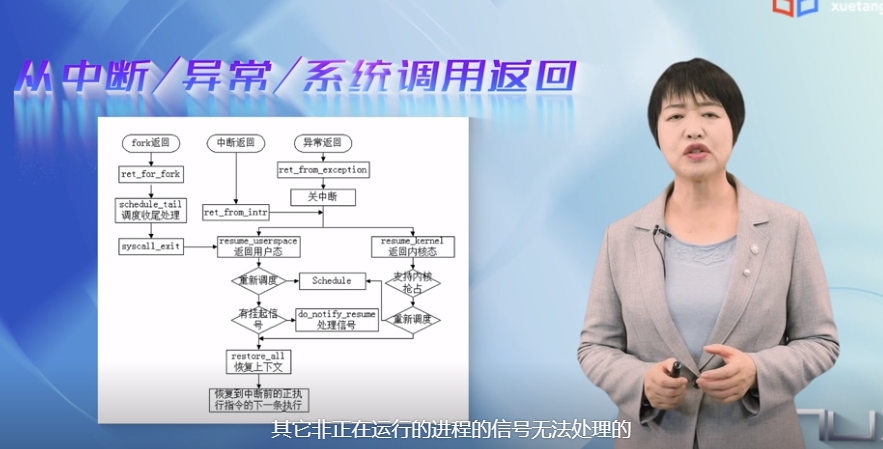 xuetang
从中断/异常/系统调用返回
fork返回
中断返回
异常返回
ret_for_fork
ret_from_exception
关中断
schedule_tail
调度收尾处理
ret_from_intr
syscall_exit
resume_userspace
返回用户态
resume_kernel
返回内核态
重新调度
Schedule
支持内核
抢占
有挂起信
号
do_notify_resume
处理信号
重新调度
restore_all
恢复上下文
恢复到中断前的正执
行指令的下一条执行
其它非正在运行的进程的信号无法处理的